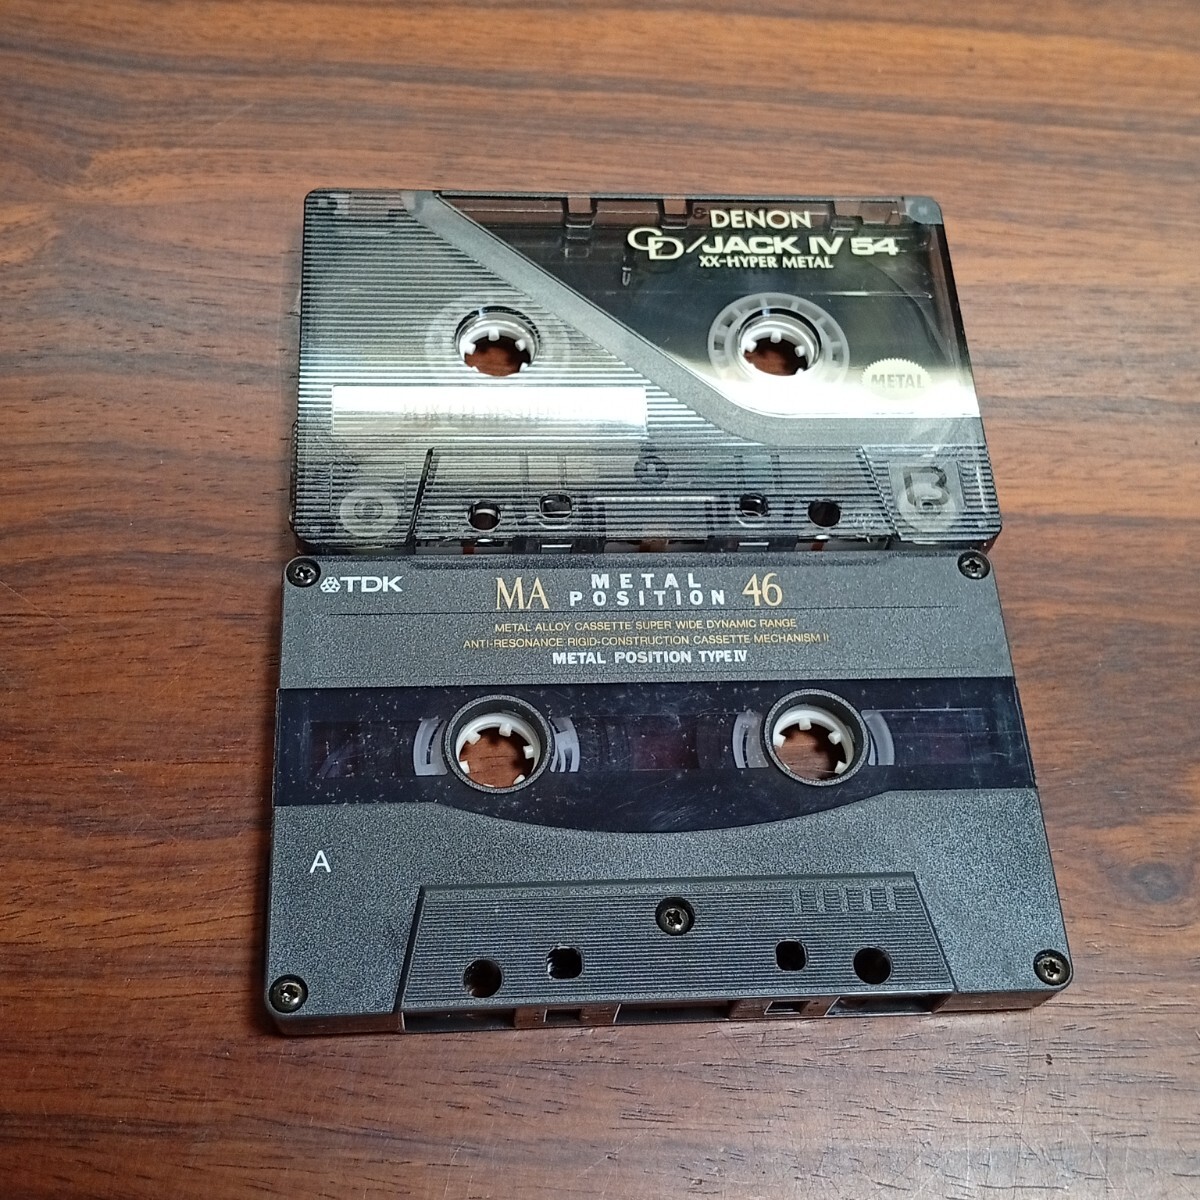 DENON
CD/JACK IV 54
XX-HYPER METAL
METAL
B
TDK
MA METAL POSITION 46
METAL ALLOY CASSETTE SUPER WIDE DYNAMIC RANGE
ANTI-RESONANCE RIGID-CONSTRUCTION CASSETTE MECHANISM II
METAL POSITION TYPE IV
A